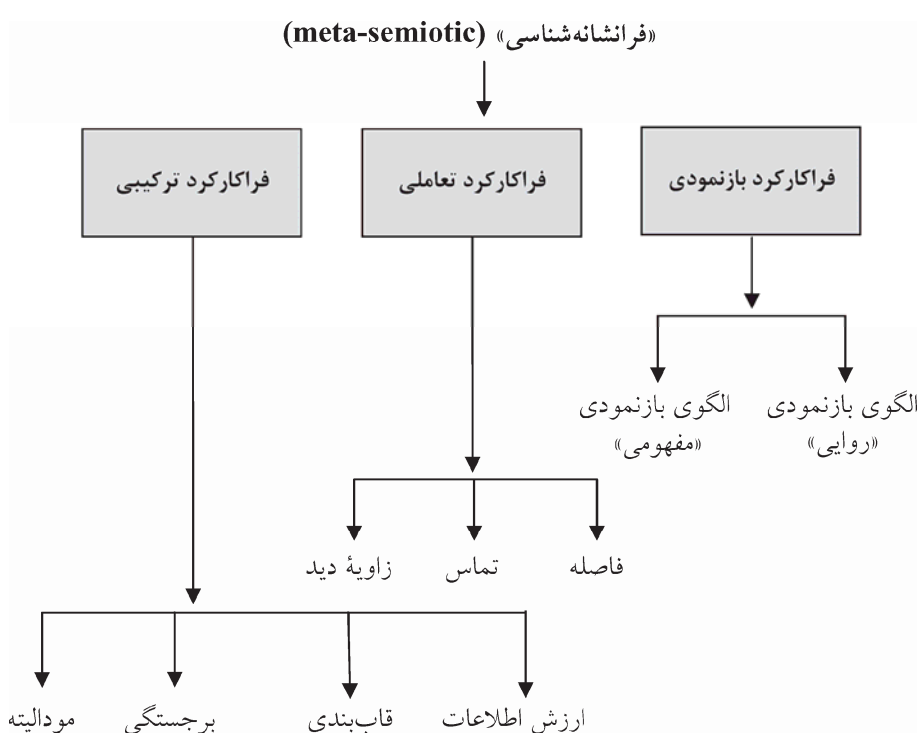 «فرانشانه‌شناسی» (meta-semiotic)
فراکارکرد بازنمودی
فراکارکرد تعاملی
فراکارکرد ترکیبی
الگوی بازنمودی
«روایی»
الگوی بازنمودی
«مفهومی»
فاصله
تماس
زاویۀ دید
ارزش اطلاعات
قاب‌بندی
برجستگی
مودالیته